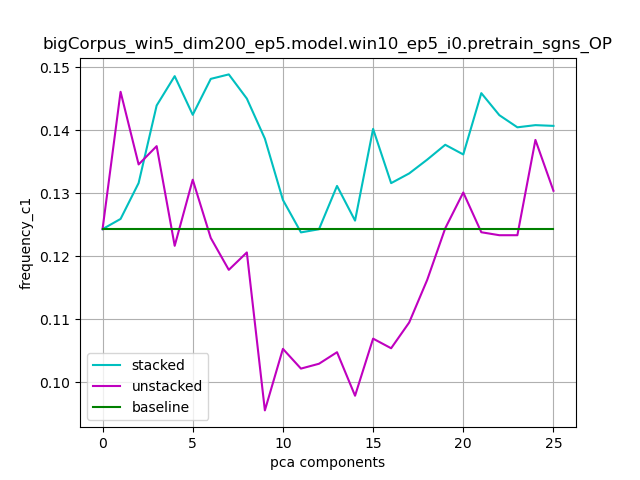 bigCorpus_win5_dim200_ep5.model.win10_ep5_i0.pretrain_sgns_OP
0.15
0.14
0.13
0.12
0.11
0.10
frequency_c1
stacked
unstacked
baseline
0 5 10 15 20 25
pca components